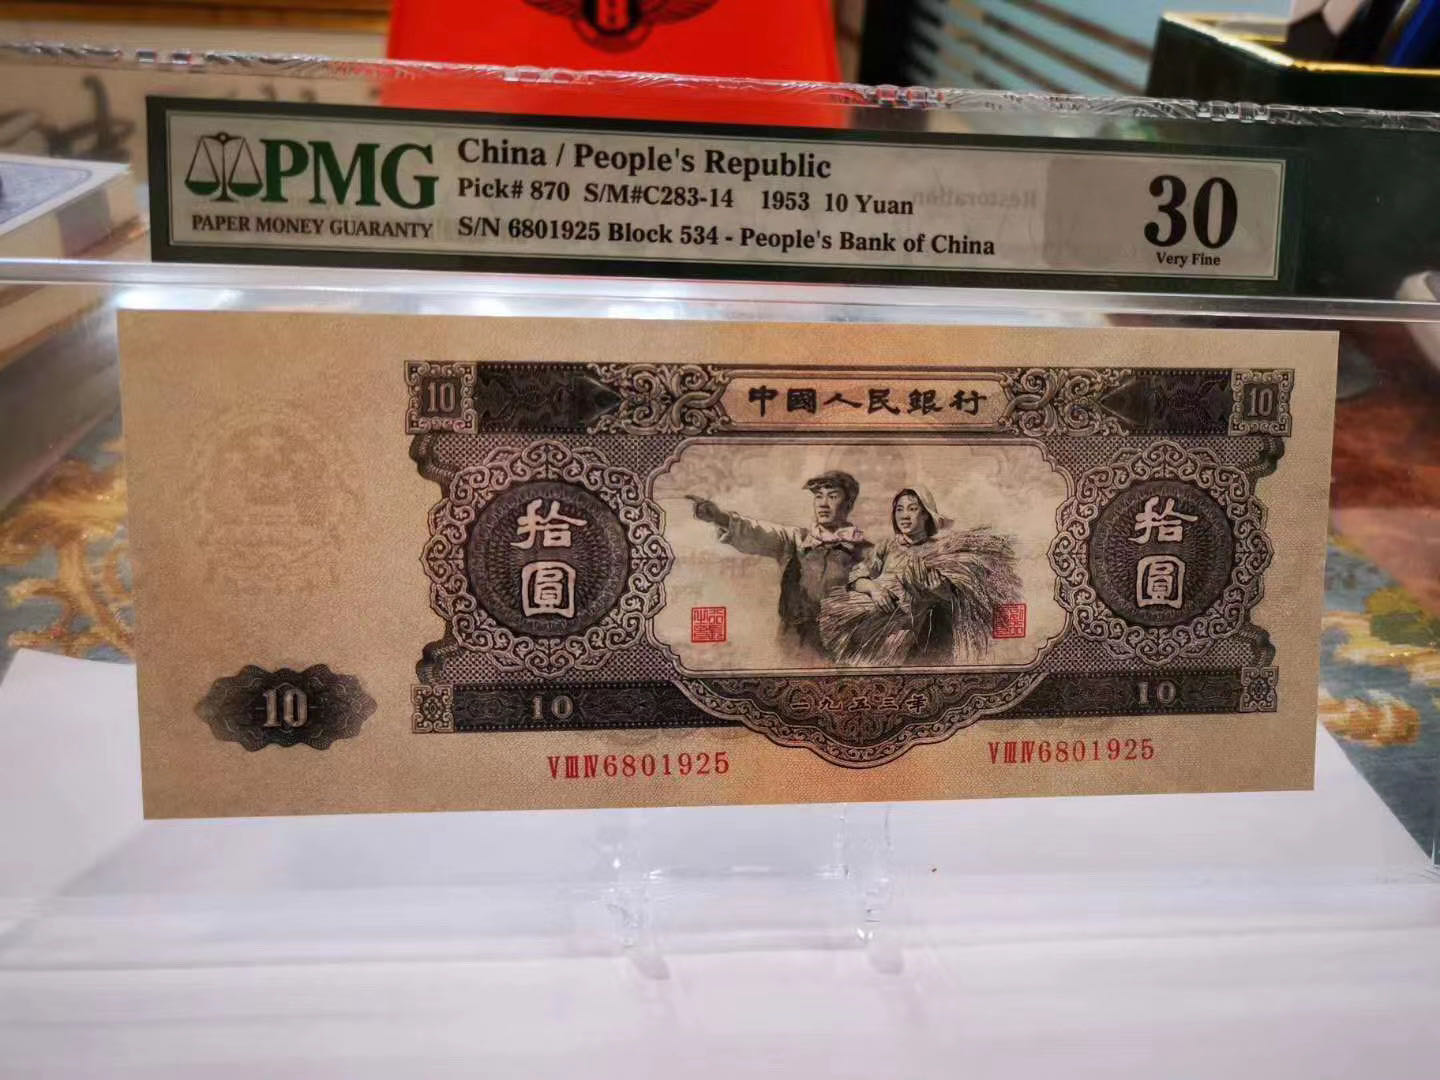 PMG
PAPER MONEY GUARANTY
China / People's Republic
Pick# 870 S/M#C283-14 1953 10 Yuan
S/N 6801925 Block 534 - People's Bank of China
30
Very Fine
Restoration
10
中國人民銀行
10
拾圓
拾圓
10
10
10
一九五三年
ⅤⅢⅣ6801925
ⅤⅢⅣ6801925